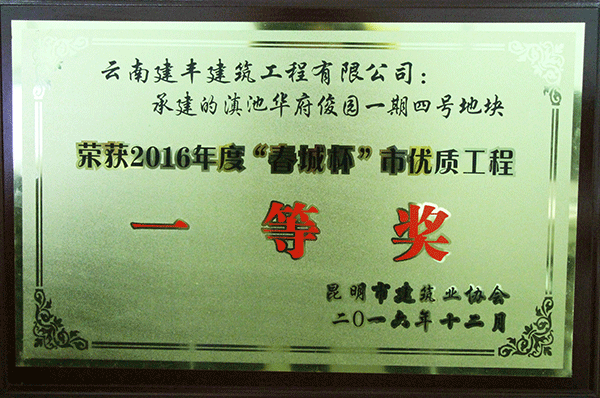 云南建丰建筑工程有限公司：
承建的滇池华府俊园一期四号地块
荣获2016年度“春城杯”市优质工程
一等奖
昆明市建筑业协会
二〇一六年十二月